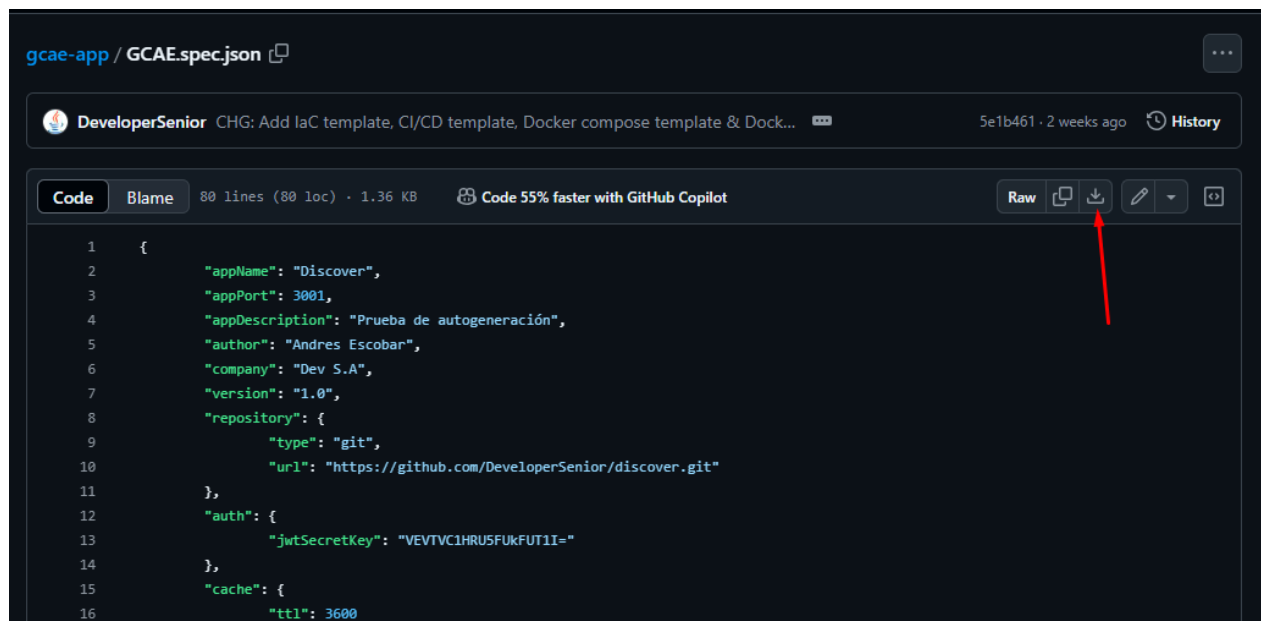 gcae-app / GCAE.spec.json
DeveloperSenior CHG: Add IaC template, CI/CD template, Docker compose template & Dock... 5e1b461 · 2 weeks ago History
Code Blame 80 lines (80 loc) · 1.36 KB Code 55% faster with GitHub Copilot Raw
1 {
2 "appName": "Discover",
3 "appPort": 3001,
4 "appDescription": "Prueba de autogeneración",
5 "author": "Andres Escobar",
6 "company": "Dev S.A",
7 "version": "1.0",
8 "repository": {
9 "type": "git",
10 "url": "https://github.com/DeveloperSenior/discover.git"
11 },
12 "auth": {
13 "jwtSecretKey": "VEVTVC1HRU5FUkFUT1I="
14 },
15 "cache": {
16 "ttl": 3600